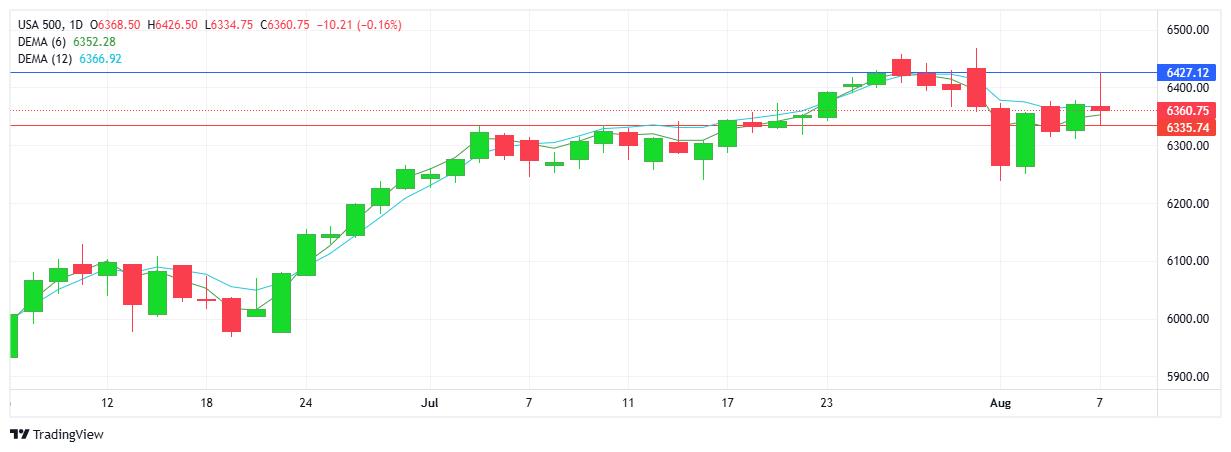 USA 500, 1D O6368.50 H6426.50 L6334.75 C6360.75 −10.21 (−0.16%)
DEMA (6) 6352.28
DEMA (12) 6366.92
6500.00
6427.12
6400.00
6360.75
6335.74
6300.00
6200.00
6100.00
6000.00
5900.00
12 18 24 Jul 7 11 17 23 Aug 7
TradingView